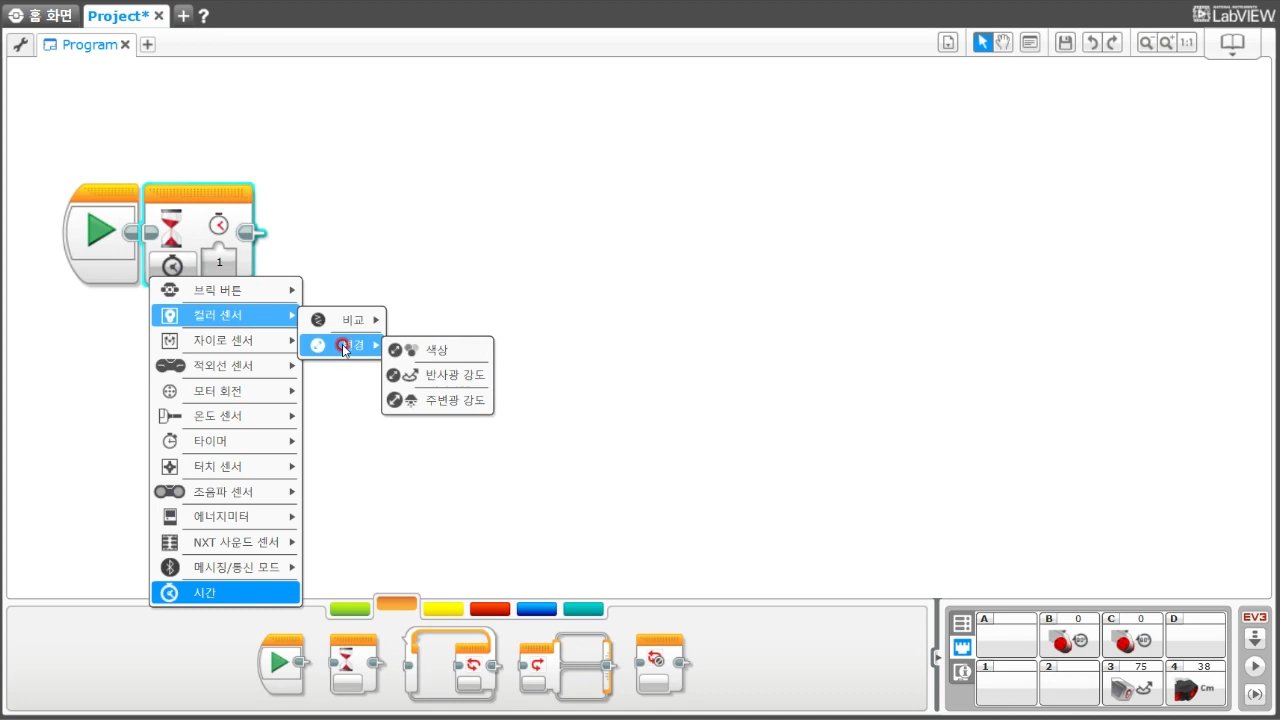 홈 화면 Project* ?
LabVIEW
Program
1:1
1
브릭 버튼
컬러 센서
자이로 센서
적외선 센서
모터 회전
온도 센서
타이머
터치 센서
초음파 센서
에너지미터
NXT 사운드 센서
메시징/통신 모드
시간
비교
색상
반사광 강도
주변광 강도
A B 0 C 0 D
1 2 3 75 4 38
Cm
EV3